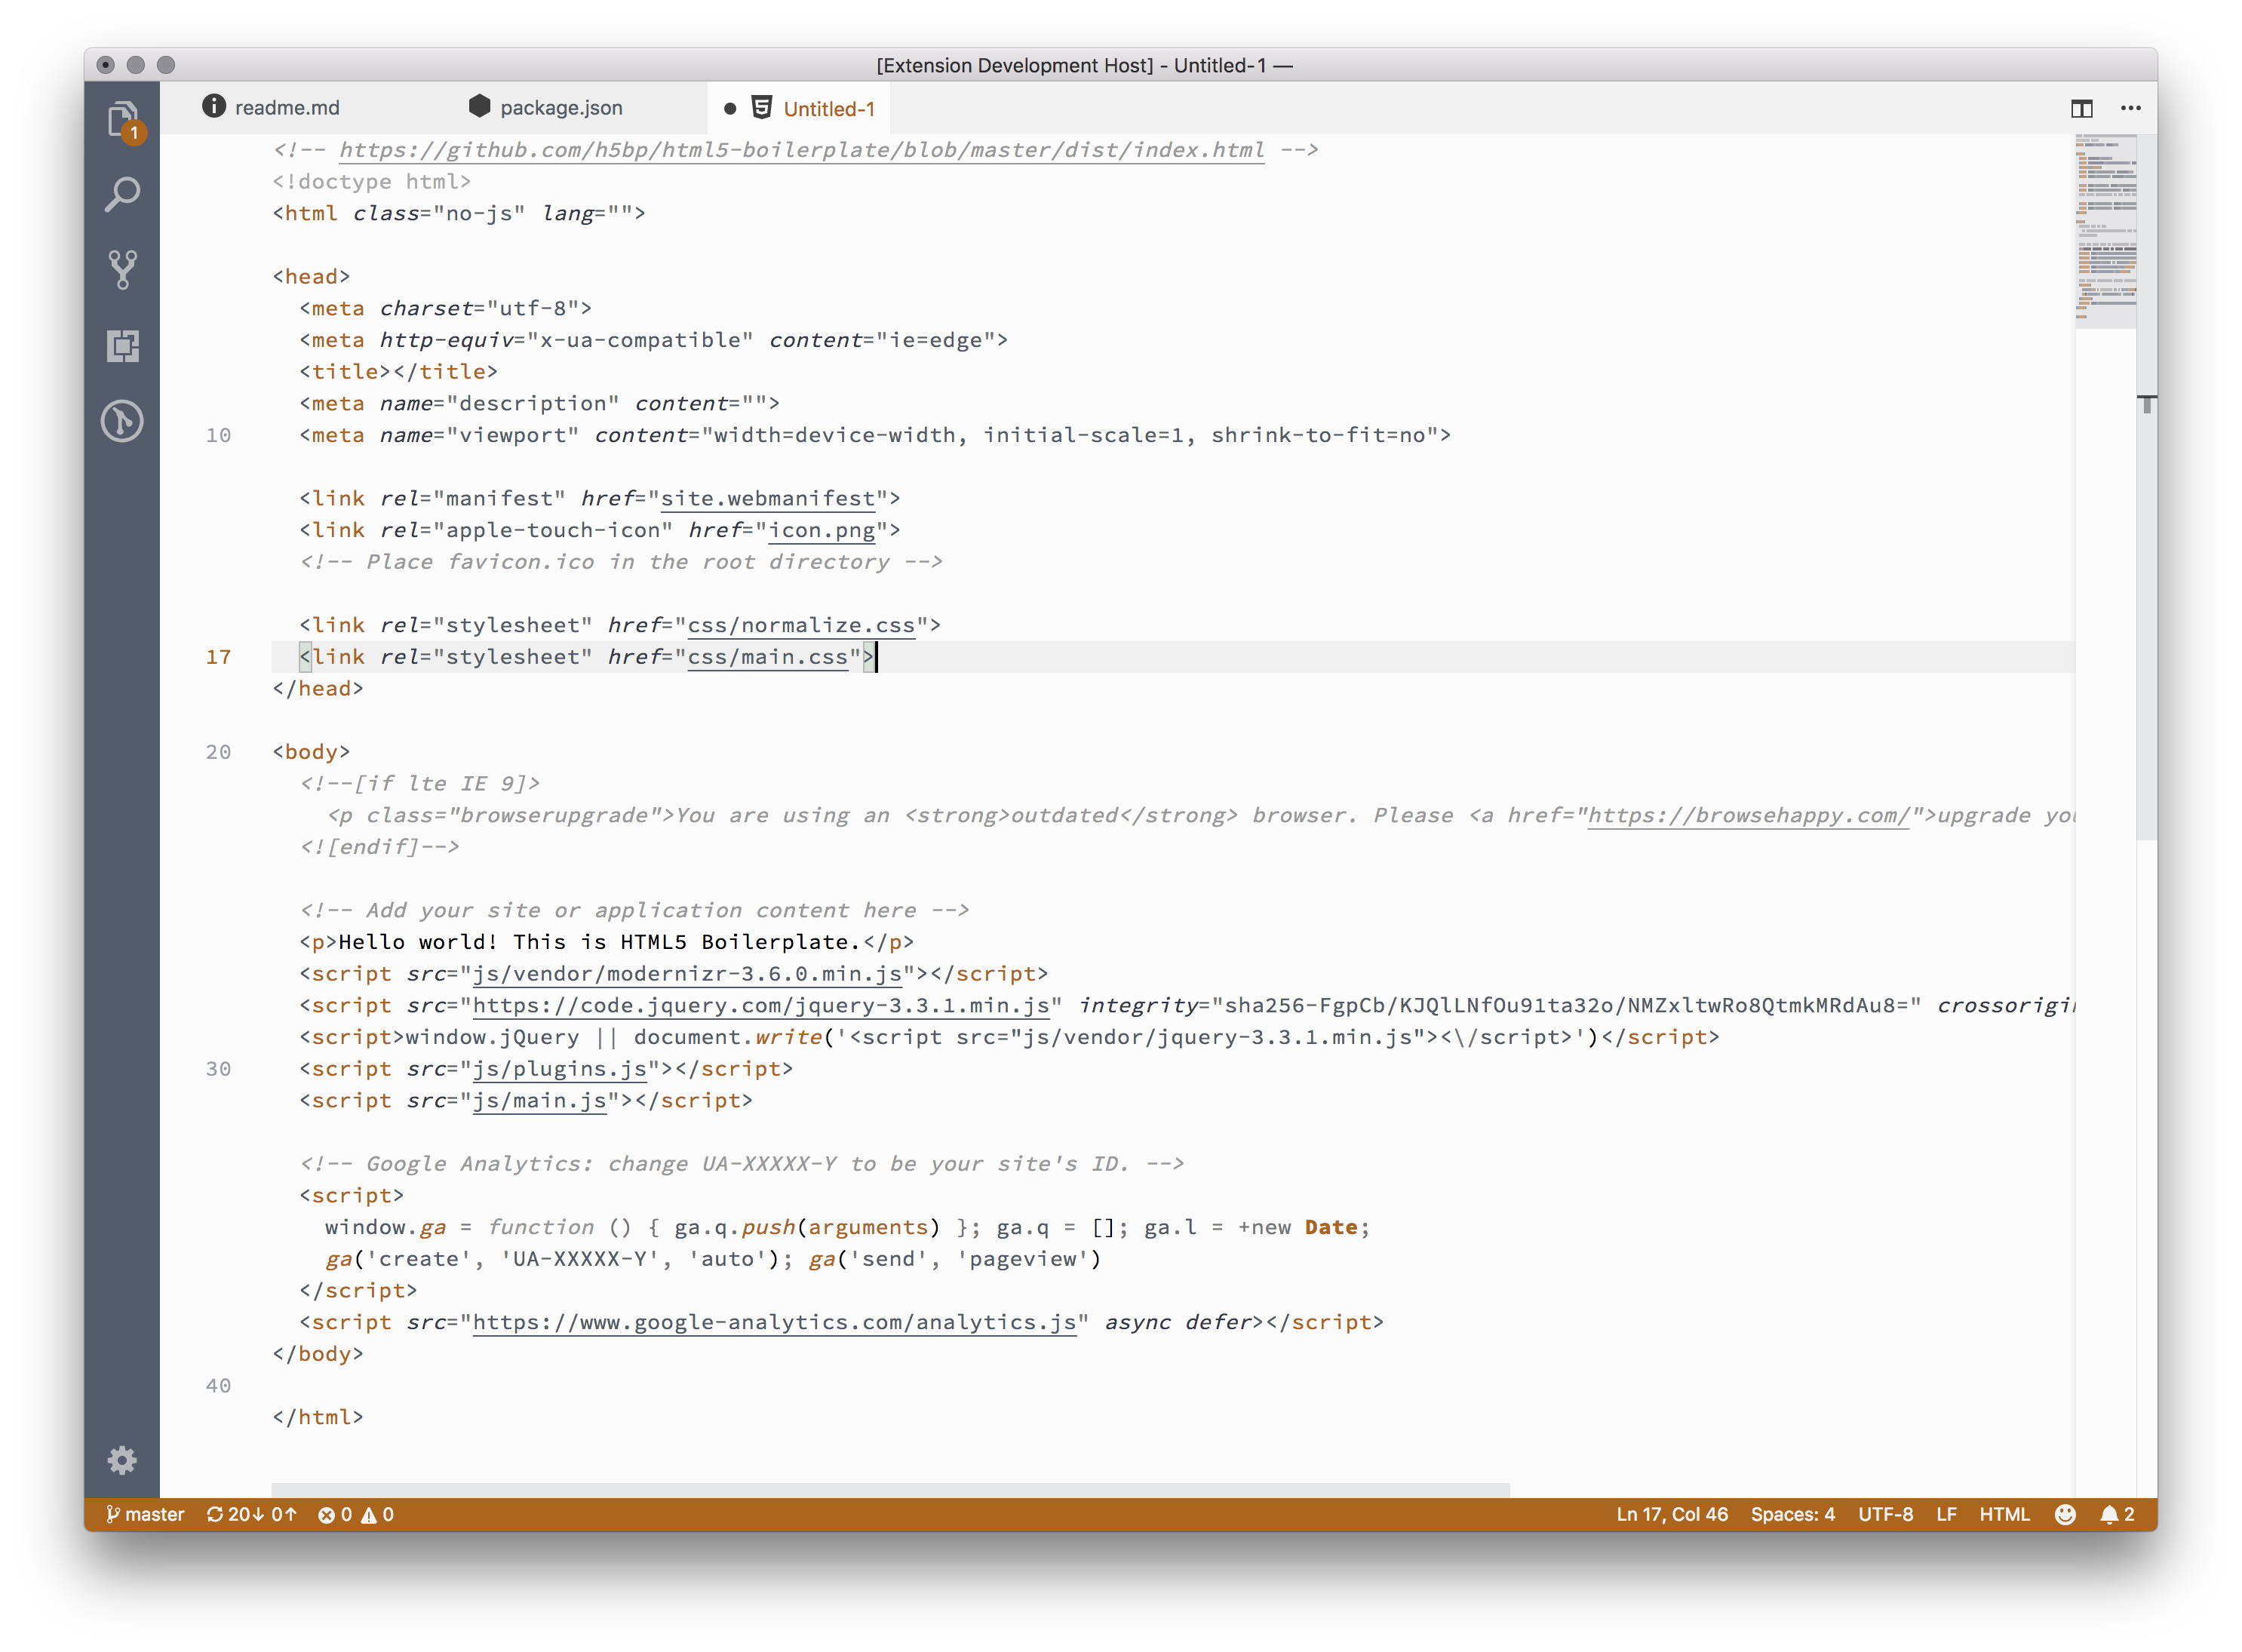 [Extension Development Host] - Untitled-1 —
readme.md package.json Untitled-1
1
<!-- https://github.com/h5bp/html5-boilerplate/blob/master/dist/index.html -->
<!doctype html>
<html class="no-js" lang="">
<head>
<meta charset="utf-8">
<meta http-equiv="x-ua-compatible" content="ie=edge">
<title></title>
<meta name="description" content="">
10 <meta name="viewport" content="width=device-width, initial-scale=1, shrink-to-fit=no">
<link rel="manifest" href="site.webmanifest">
<link rel="apple-touch-icon" href="icon.png">
<!-- Place favicon.ico in the root directory -->
<link rel="stylesheet" href="css/normalize.css">
17 <link rel="stylesheet" href="css/main.css">
</head>
20 <body>
<!--[if lte IE 9]>
<p class="browserupgrade">You are using an <strong>outdated</strong> browser. Please <a href="https://browsehappy.com/">upgrade you
<![endif]-->
<!-- Add your site or application content here -->
<p>Hello world! This is HTML5 Boilerplate.</p>
<script src="js/vendor/modernizr-3.6.0.min.js"></script>
<script src="https://code.jquery.com/jquery-3.3.1.min.js" integrity="sha256-FgpCb/KJQlLNfOu91ta32o/NMZxltwRo8QtmkMRdAu8=" crossorigin
<script>window.jQuery || document.write('<script src="js/vendor/jquery-3.3.1.min.js"><\/script>')</script>
30 <script src="js/plugins.js"></script>
<script src="js/main.js"></script>
<!-- Google Analytics: change UA-XXXXX-Y to be your site's ID. -->
<script>
window.ga = function () { ga.q.push(arguments) }; ga.q = []; ga.l = +new Date;
ga('create', 'UA-XXXXX-Y', 'auto'); ga('send', 'pageview')
</script>
<script src="https://www.google-analytics.com/analytics.js" async defer></script>
</body>
40
</html>
master 20↓ 0↑ 0 0 Ln 17, Col 46 Spaces: 4 UTF-8 LF HTML 2